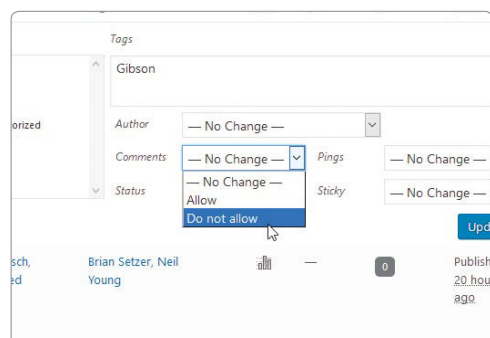 Tags
Gibson
orized
Author — No Change —
Comments — No Change — Pings — No Change —
— No Change —
Status Sticky — No Change —
Allow
Do not allow
Upd
sch, Brian Setzer, Neil — 0 Publish
ed Young 20 hou
ago